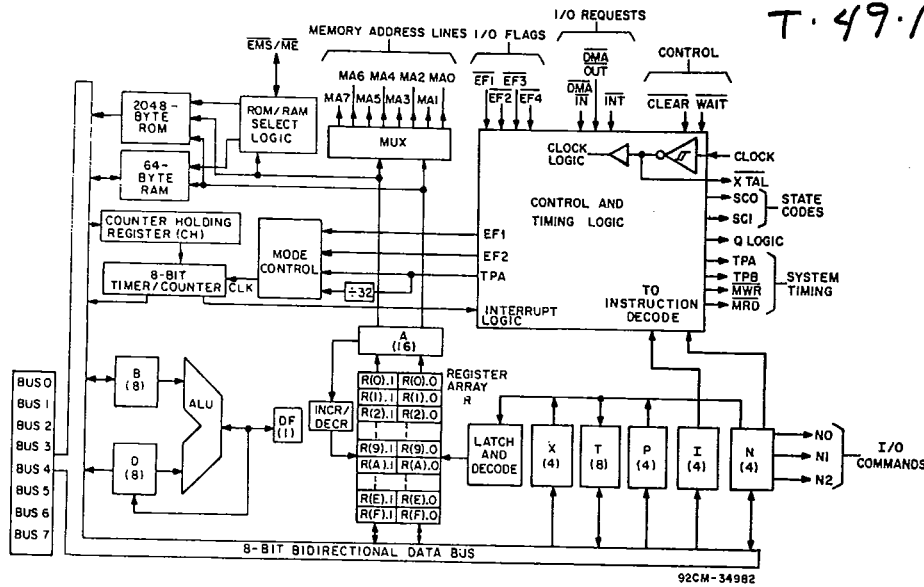 T. 49.1
I/O REQUESTS
MEMORY ADDRESS LINES
I/O FLAGS
CONTROL
EMS/ME
MA6 MA4 MA2 MA0
MA7 MA5 MA3 MA1
EF1 EF3
EF2 EF4
DMA OUT
DMA IN
INT
CLEAR WAIT
2048-BYTE ROM
ROM/RAM SELECT LOGIC
MUX
64-BYTE RAM
CLOCK LOGIC
CLOCK
XTAL
SC0
SC1
STATE CODES
CONTROL AND TIMING LOGIC
Q LOGIC
COUNTER HOLDING REGISTER (CH)
MODE CONTROL
EF1
EF2
TPA
TPA
TPB
MWR
MRD
SYSTEM TIMING
8-BIT TIMER/COUNTER
CLK
÷32
INTERRUPT LOGIC
TO INSTRUCTION DECODE
A (16)
REGISTER ARRAY R
R(0).1 R(0).0
R(1).1 R(1).0
R(2).1 R(2).0
R(9).1 R(9).0
R(A).1 R(A).0
R(E).1 R(E).0
R(F).1 R(F).0
INCR/DECR
BUS 0
BUS 1
BUS 2
BUS 3
BUS 4
BUS 5
BUS 6
BUS 7
B (8)
ALU
D (8)
DF (1)
LATCH AND DECODE
X (4)
T (8)
P (4)
I (4)
N (4)
N0
N1
N2
I/O COMMANDS
8-BIT BIDIRECTIONAL DATA BUS
92CM-34982